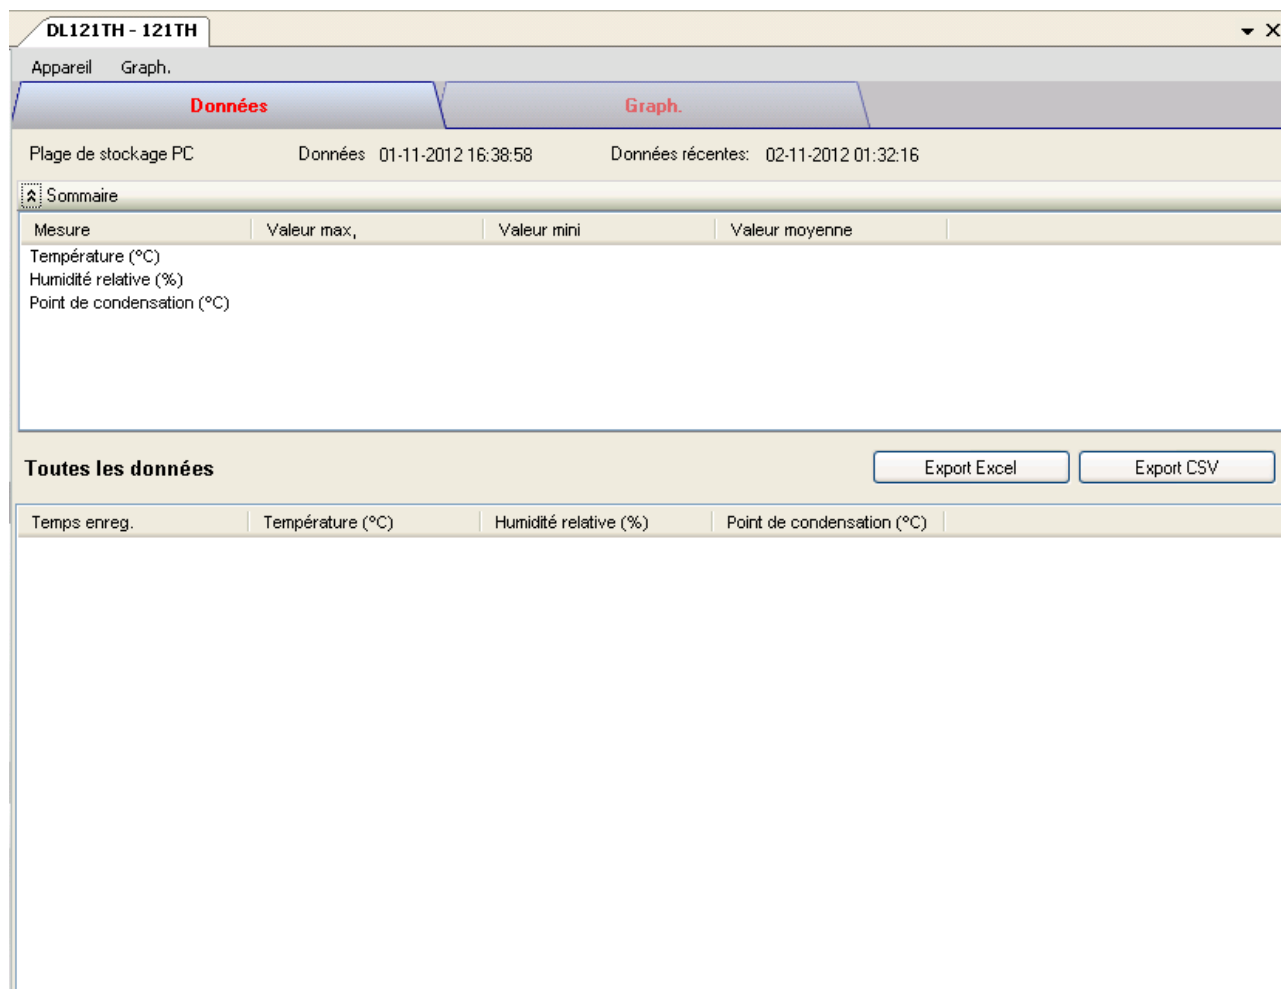 DL121TH - 121TH
Appareil Graph.
Données Graph.
Plage de stockage PC Données 01-11-2012 16:38:58 Données récentes: 02-11-2012 01:32:16
Sommaire
Mesure Valeur max, Valeur mini Valeur moyenne
Température (°C)
Humidité relative (%)
Point de condensation (°C)
Toutes les données Export Excel Export CSV
Temps enreg. Température (°C) Humidité relative (%) Point de condensation (°C)